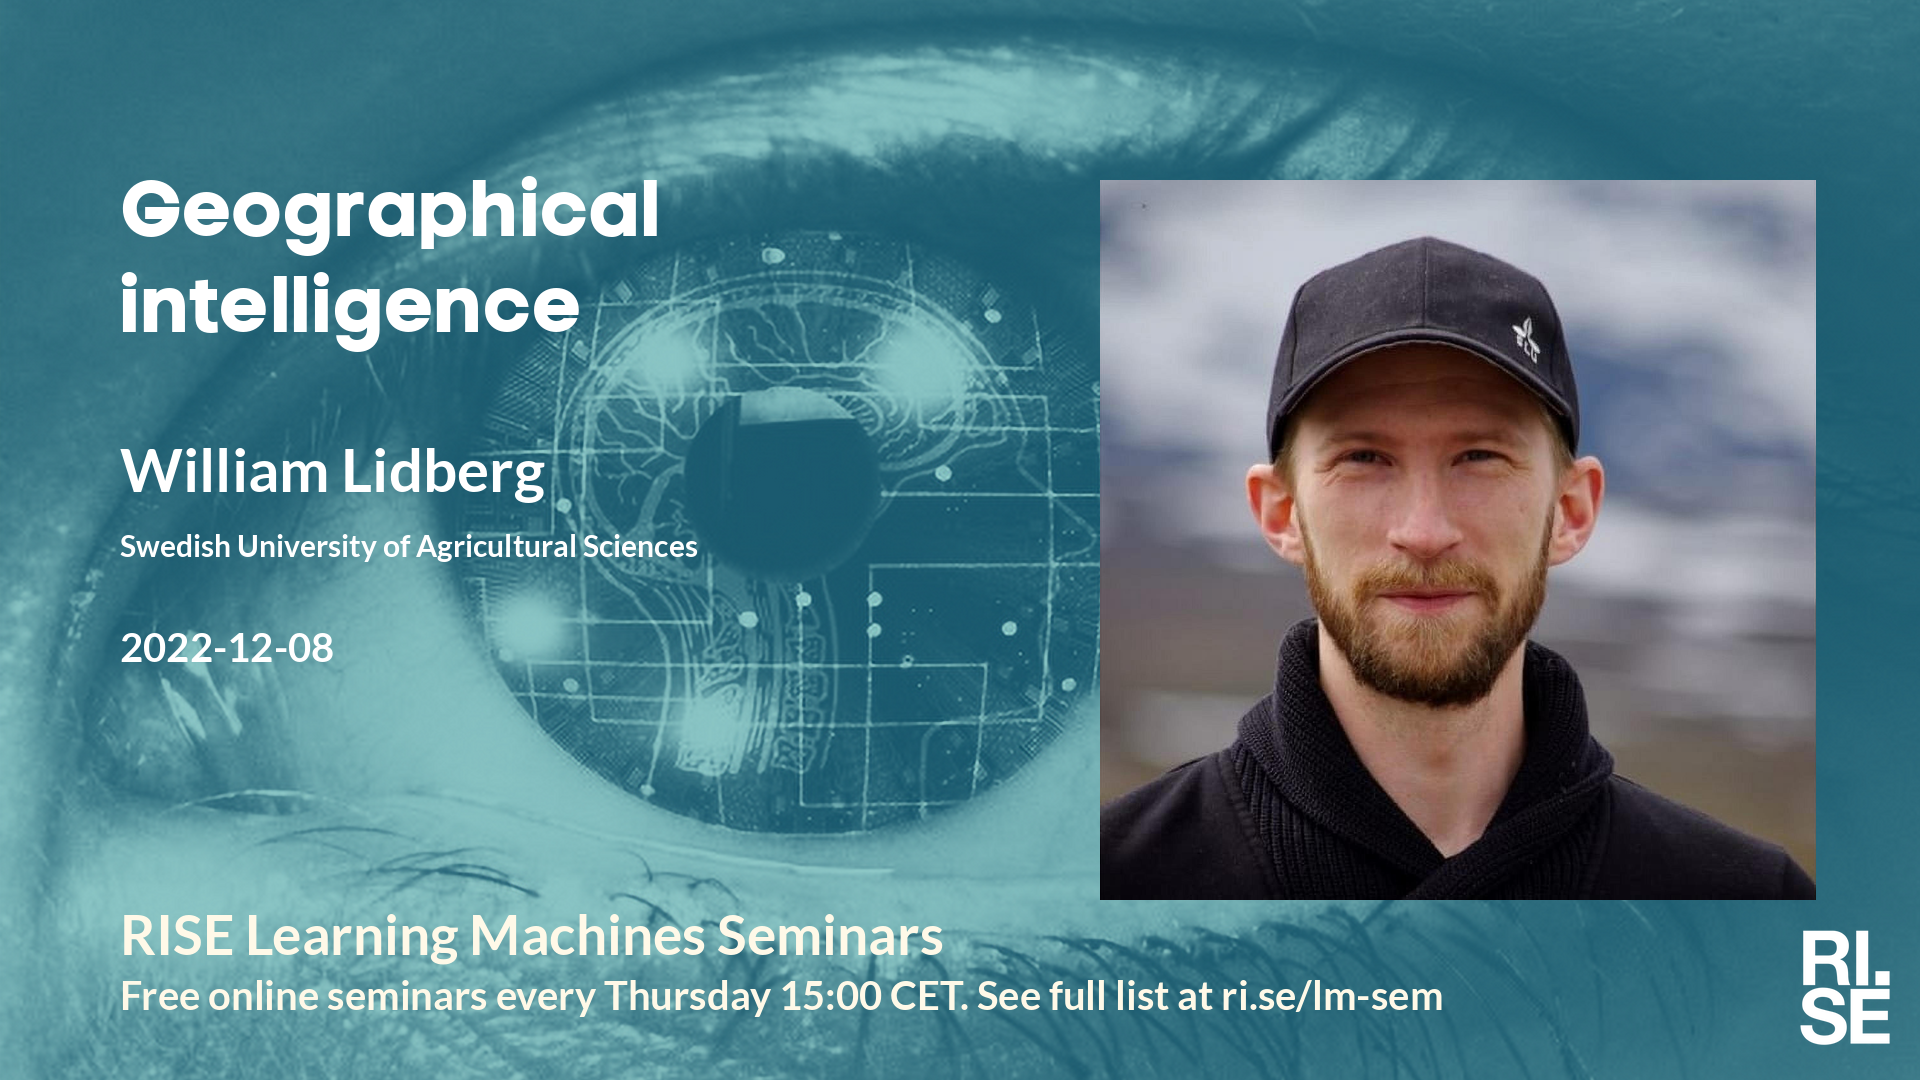 Geographical
intelligence
William Lidberg
Swedish University of Agricultural Sciences
2022-12-08
SLU
RISE Learning Machines Seminars
Free online seminars every Thursday 15:00 CET. See full list at ri.se/lm-sem
RI.
SE